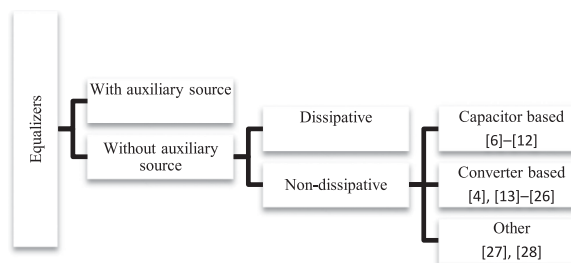 Equalizers
With auxiliary source
Without auxiliary
source
Dissipative
Non-dissipative
Capacitor based
[6]–[12]
Converter based
[4], [13]–[26]
Other
[27], [28]